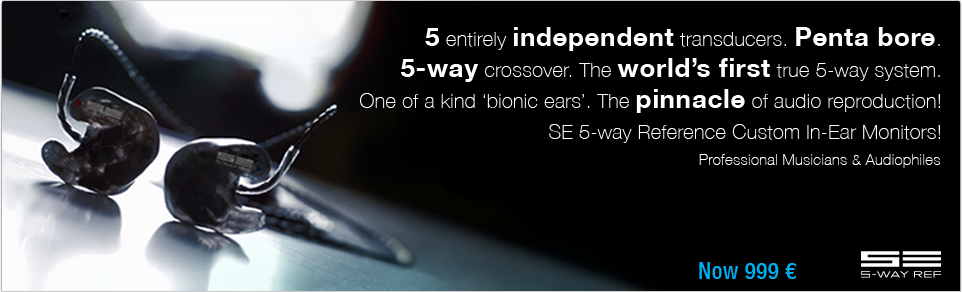 5 entirely independent transducers. Penta bore.
5-way crossover. The world's first true 5-way system.
One of a kind ‘bionic ears’. The pinnacle of audio reproduction!
SE 5-way Reference Custom In-Ear Monitors!
Professional Musicians & Audiophiles
SE
Now 999 €
SE
5-WAY REF